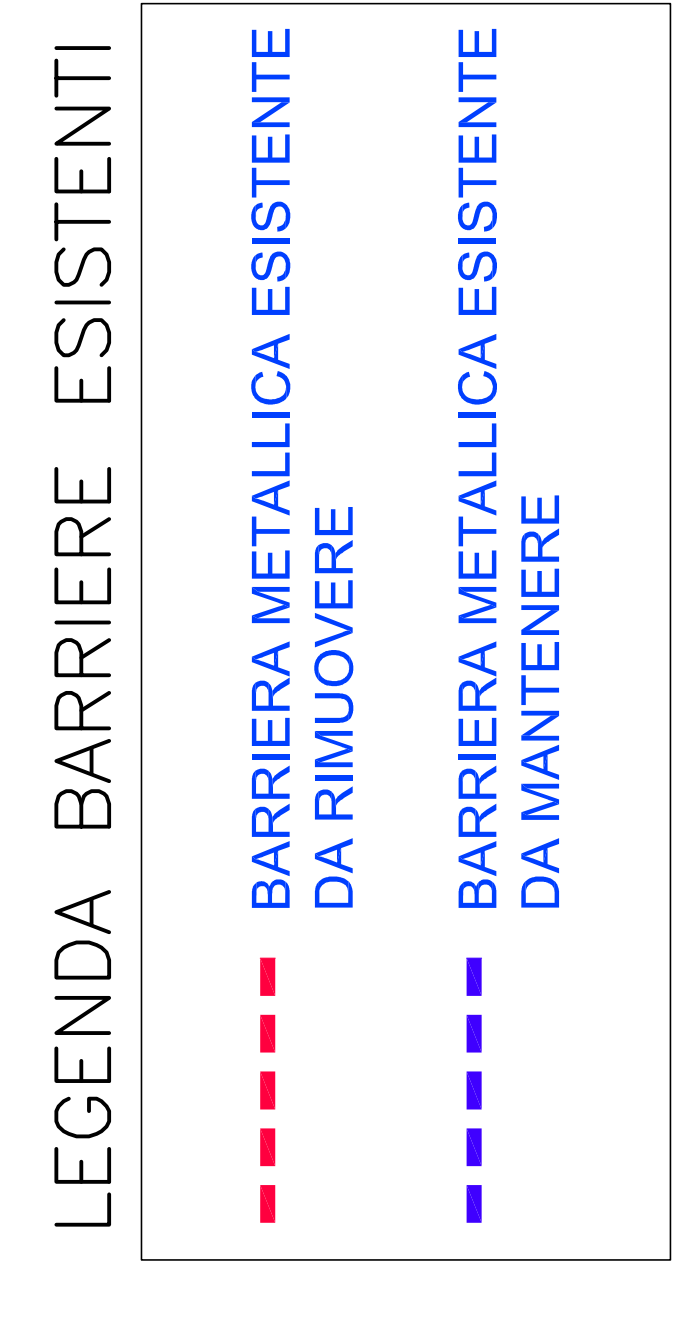 LEGENDA BARRIERE ESISTENTI
BARRIERA METALLICA ESISTENTE
DA RIMUOVERE
BARRIERA METALLICA ESISTENTE
DA MANTENERE